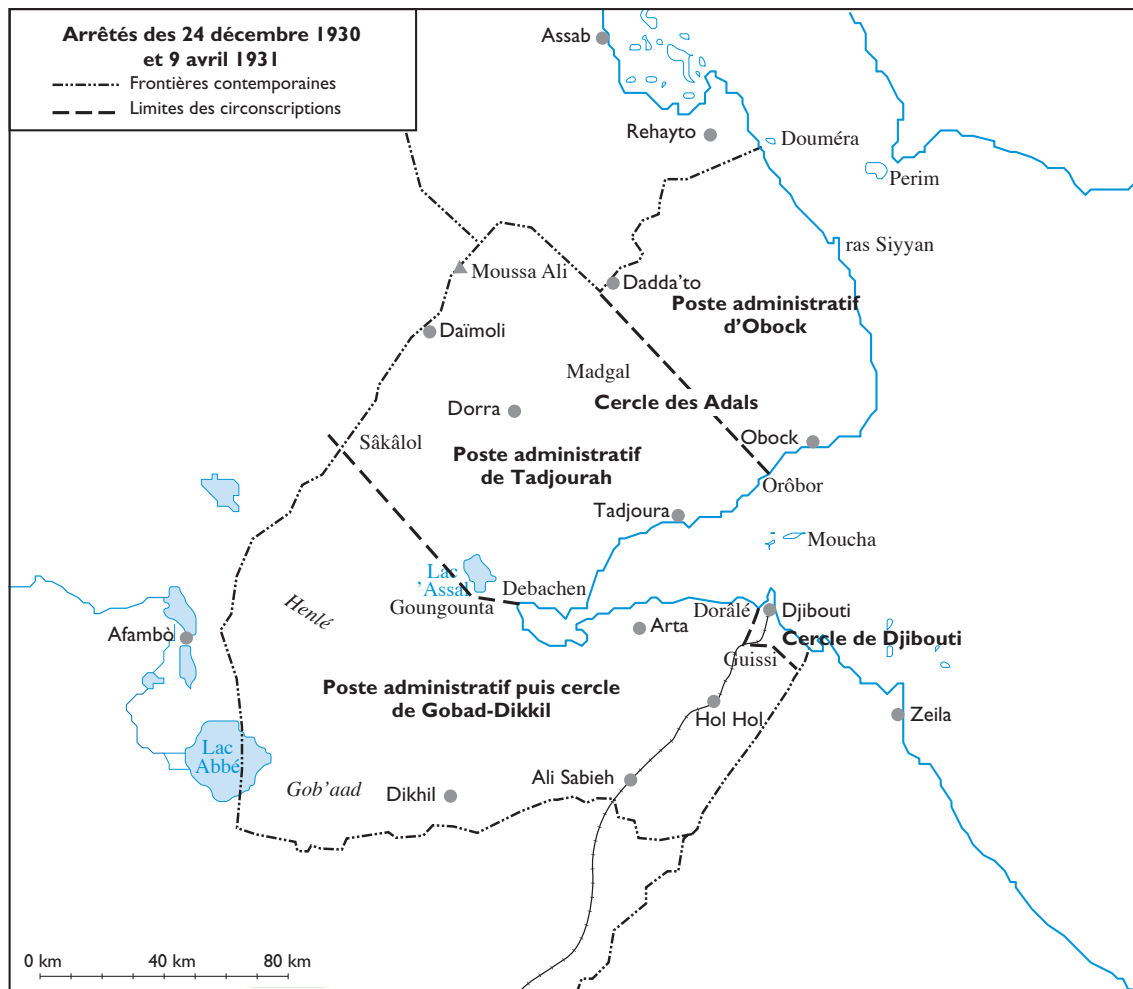 Arrêtés des 24 décembre 1930
et 9 avril 1931
Frontières contemporaines
Limites des circonscriptions
Assab
Rehayto
Douméra
Perim
ras Siyyan
Moussa Ali
Dadda’to
Poste administratif
d’Obock
Daïmoli
Madgal
Cercle des Adals
Dorra
Sâkâlol
Obock
Poste administratif
de Tadjourah
Orôbor
Tadjoura
Moucha
Lac
’Assal
Debachen
Goungounta
Henlé
Dorâlé
Djibouti
Arta
Afambò
Cercle de Djibouti
Guissi
Poste administratif puis cercle
de Gobad-Dikkil
Hol Hol
Zeila
Lac
Abbé
Ali Sabieh
Gob’aad
Dikhil
0 km 40 km 80 km